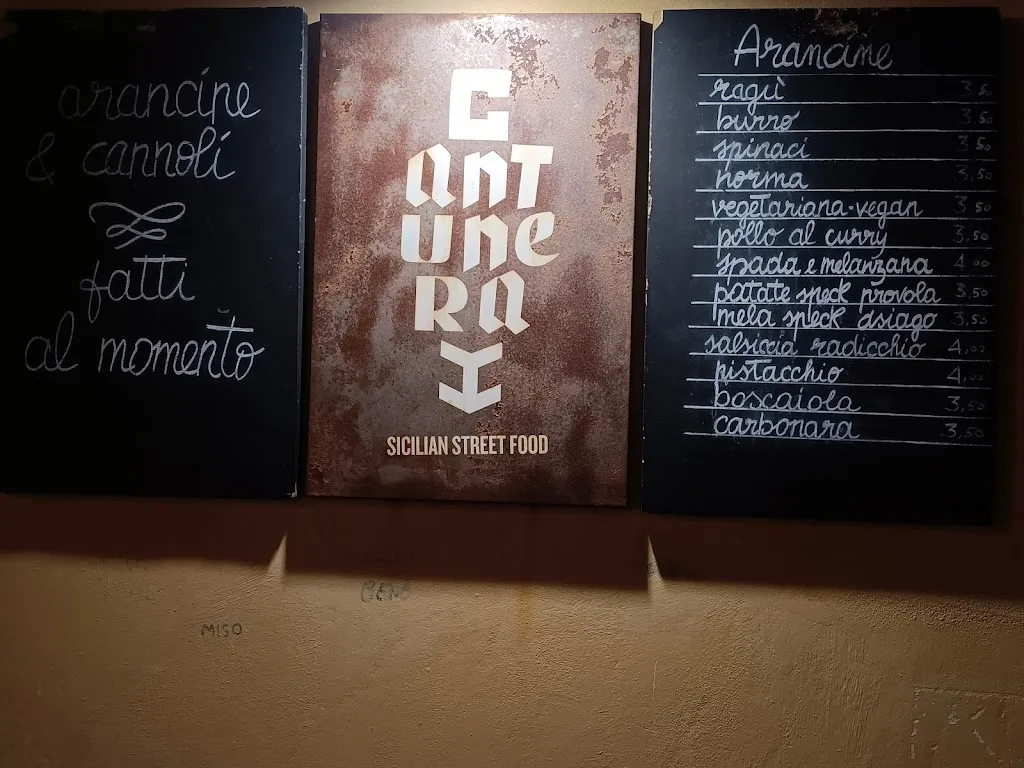 arancine
& cannoli
fatti
al momento
C
ANT
UNE
RA
SICILIAN STREET FOOD
Arancine
ragù 3.50
burro 3.50
spinaci 3.50
norma 3,50
vegetariana-vegan 3.50
pollo al curry 3,50
spada e melanzana 4.00
patate speck provola 3,50
mela speck asiago 3,50
salsiccia radicchio 4,00
pistacchio 4,00
boscaiola 3,50
carbonara 3,50
MISO